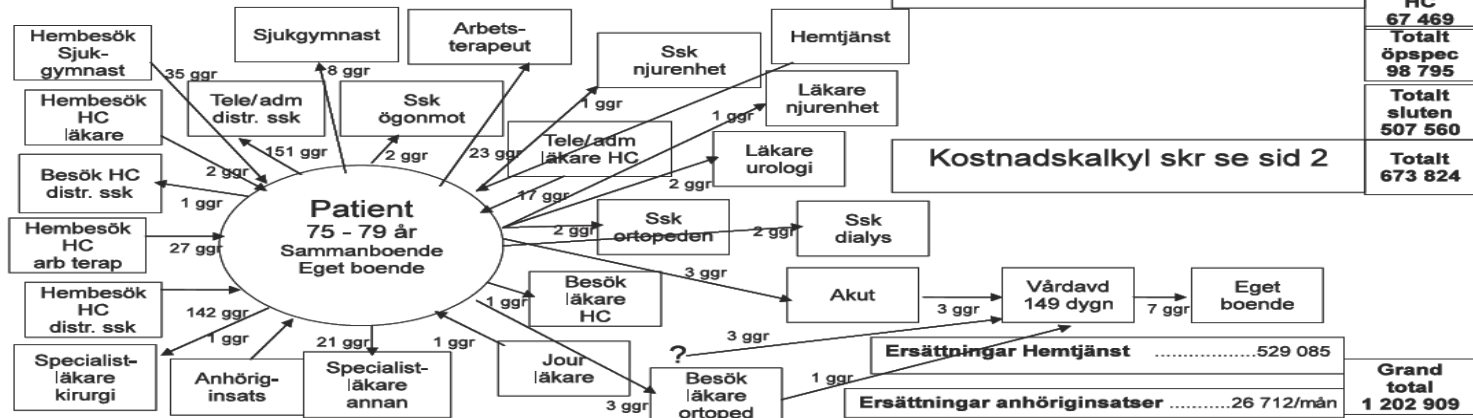 HC
67 469
Totalt
öpspec
98 795
Totalt
sluten
507 560
Totalt
673 824
Kostnadskalkyl skr se sid 2
Hembesök
Sjuk-
gymnast
35 ggr
Sjukgymnast
8 ggr
Arbets-
terapeut
23 ggr
Ssk
njurenhet
1 ggr
Hemtjänst
Läkare
njurenhet
1 ggr
Hembesök
HC
läkare
2 ggr
Tele/adm
distr. ssk
151 ggr
Ssk
ögonmot
2 ggr
Tele/adm
läkare HC
17 ggr
Läkare
urologi
2 ggr
Besök HC
distr. ssk
1 ggr
Patient
75 - 79 år
Sammanboende
Eget boende
Ssk
ortopeden
2 ggr
Ssk
dialys
2 ggr
Hembesök
HC
arb terap
27 ggr
Hembesök
HC
distr. ssk
142 ggr
Besök
läkare
HC
1 ggr
3 ggr
Akut
3 ggr
Vårdavd
149 dygn
7 ggr
Eget
boende
Specialist-
läkare
kirurgi
1 ggr
Anhörig-
insats
21 ggr
Specialist-
läkare
annan
1 ggr
Jour
läkare
3 ggr
?
3 ggr
Besök
läkare
ortoped
1 ggr
Ersättningar Hemtjänst ..............529 085
Ersättningar anhöriginsatser ..........26 712/mån
Grand
total
1 202 909